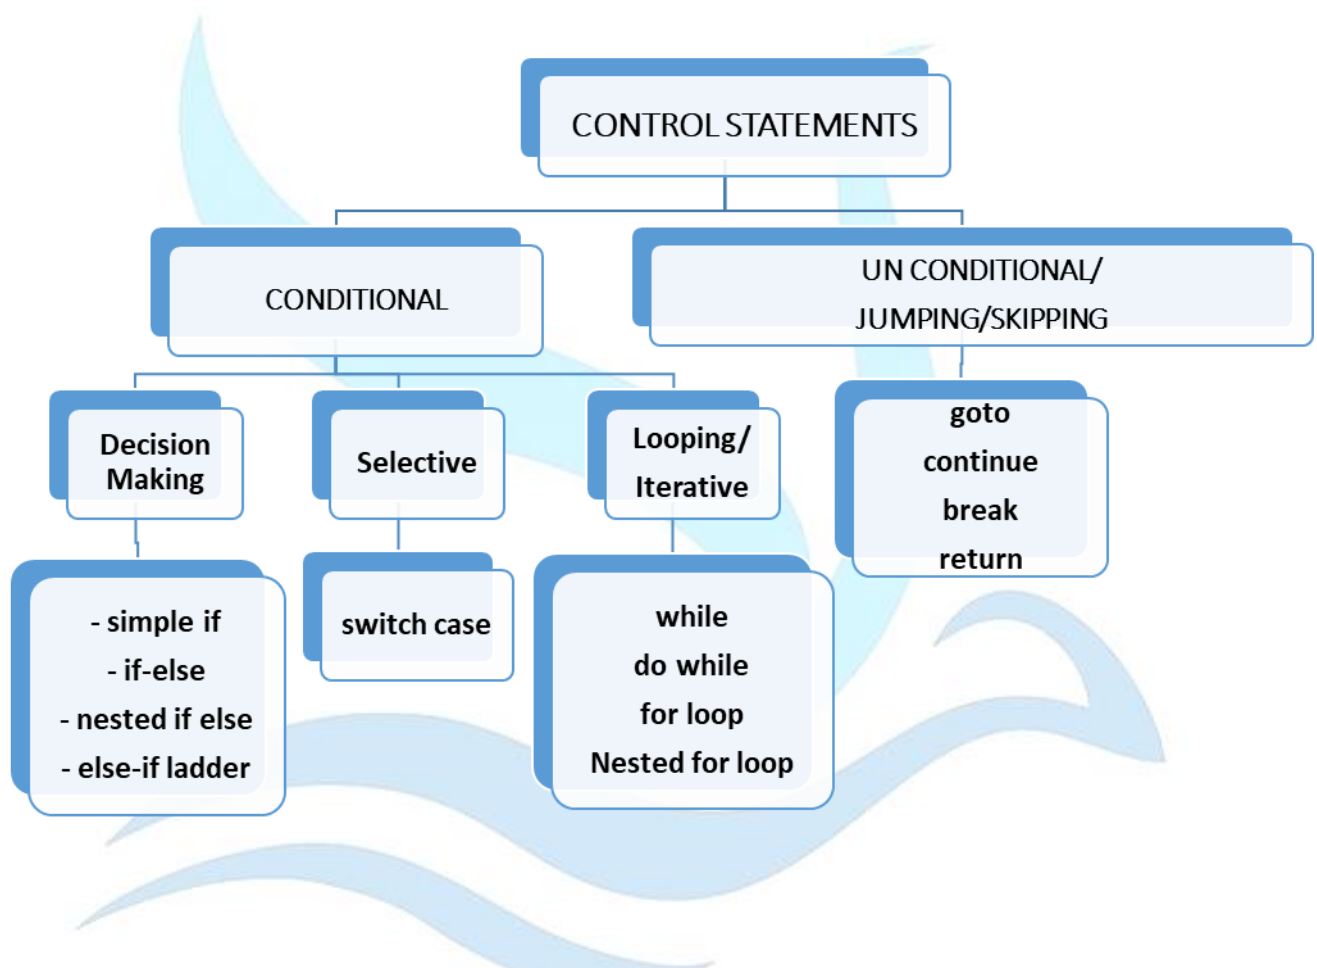 CONTROL STATEMENTS
CONDITIONAL
UN CONDITIONAL/
JUMPING/SKIPPING
Decision
Making
Selective
Looping/
Iterative
goto
continue
break
return
- simple if
- if-else
- nested if else
- else-if ladder
switch case
while
do while
for loop
Nested for loop